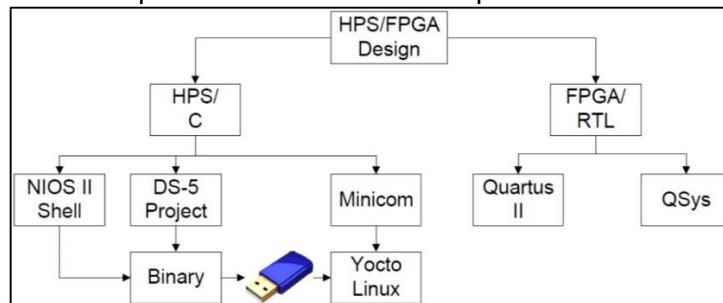 HPS/FPGA
Design
HPS/
C
FPGA/
RTL
NIOS II
Shell
DS-5
Project
Minicom
Quartus
II
QSys
Binary
Yocto
Linux